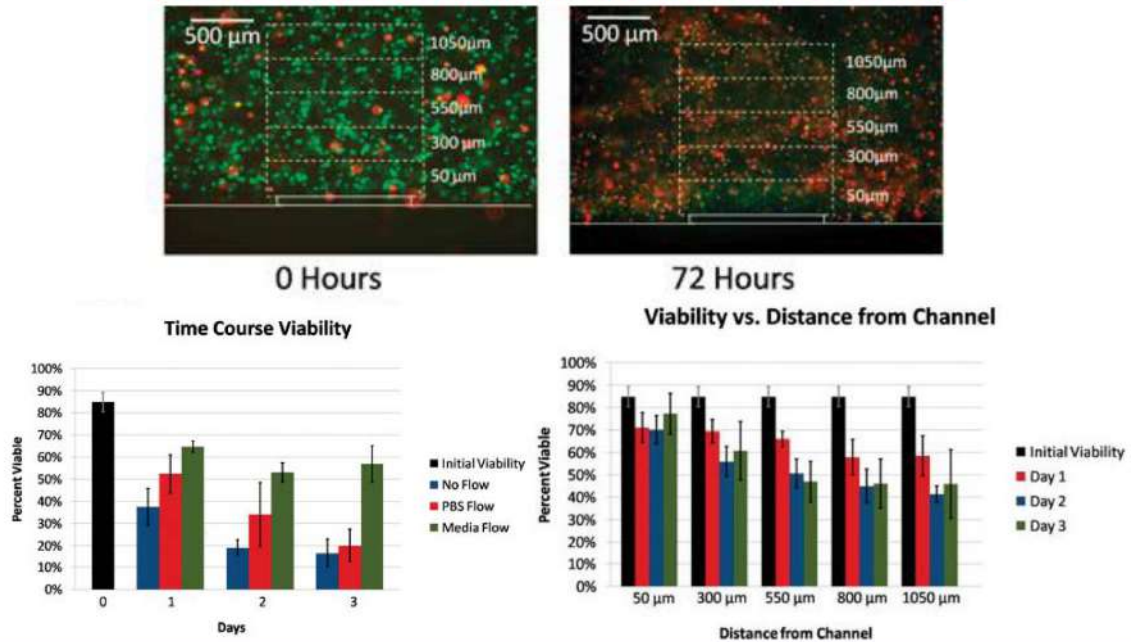 500 μm
1050μm
800μm
550μm
300 μm
50 μm
0 Hours
500 μm
1050μm
800μm
550μm
300μm
50μm
72 Hours
Time Course Viability
Percent Viable
100%
90%
80%
70%
60%
50%
40%
30%
20%
10%
0%
0
1
2
3
Days
Initial Viability
No Flow
PBS Flow
Media Flow
Viability vs. Distance from Channel
Percent Viable
100%
90%
80%
70%
60%
50%
40%
30%
20%
10%
0%
50 μm
300 μm
550 μm
800 μm
1050 μm
Distance from Channel
Initial Viability
Day 1
Day 2
Day 3